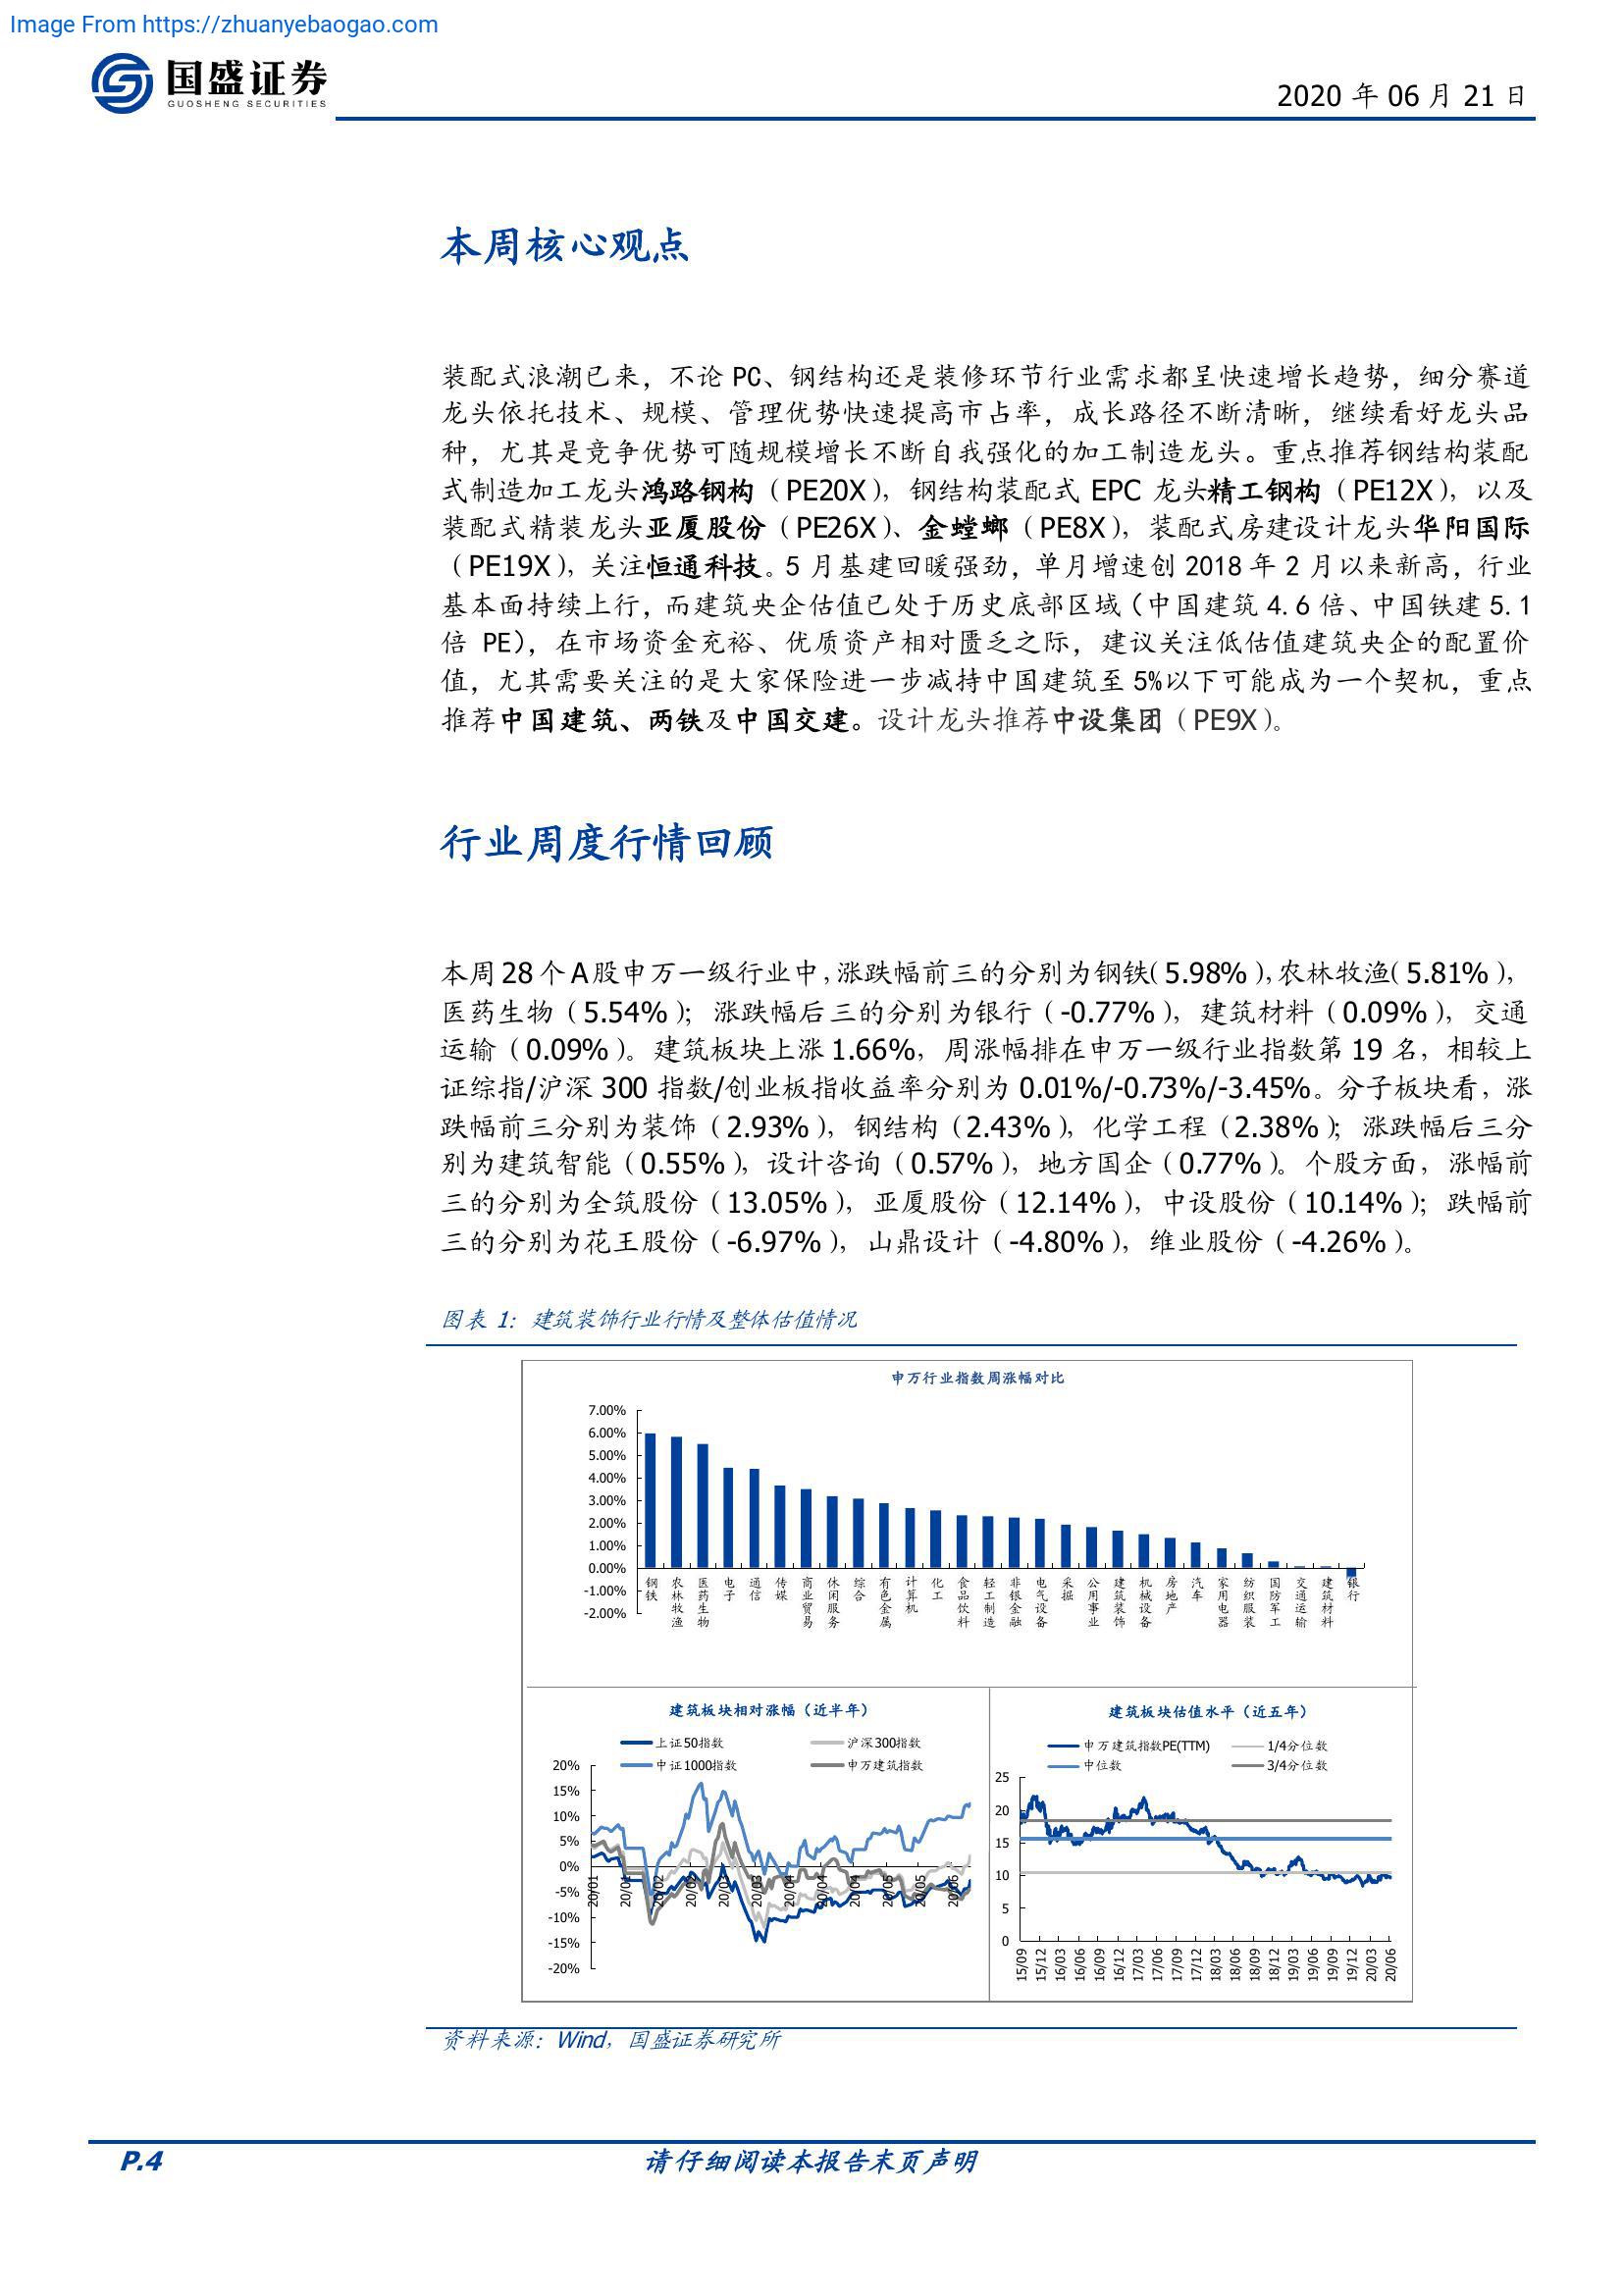 Image From https://zhuanyebaogao.com
国盛证券
GUOSHENG SECURITIES
2020 年 06 月 21 日
本周核心观点
装配式浪潮已来，不论 PC、钢结构还是装修环节行业需求都呈快速增长趋势，细分赛道
龙头依托技术、规模、管理优势快速提高市占率，成长路径不断清晰，继续看好龙头品
种，尤其是竞争优势可随规模增长不断自我强化的加工制造龙头。重点推荐钢结构装配
式制造加工龙头鸿路钢构（PE20X），钢结构装配式 EPC 龙头精工钢构（PE12X），以及
装配式精装龙头亚厦股份（PE26X）、金螳螂（PE8X），装配式房建设计龙头华阳国际
（PE19X），关注恒通科技。5 月基建回暖强劲，单月增速创 2018 年 2 月以来新高，行业
基本面持续上行，而建筑央企估值已处于历史底部区域（中国建筑 4.6 倍、中国铁建 5.1
倍 PE），在市场资金充裕、优质资产相对匮乏之际，建议关注低估值建筑央企的配置价
值，尤其需要关注的是大家保险进一步减持中国建筑至 5%以下可能成为一个契机，重点
推荐中国建筑、两铁及中国交建。设计龙头推荐中设集团（PE9X）。
行业周度行情回顾
本周 28 个 A 股申万一级行业中，涨跌幅前三的分别为钢铁（5.98%），农林牧渔（5.81%），
医药生物（5.54%）；涨跌幅后三的分别为银行（-0.77%），建筑材料（0.09%），交通
运输（0.09%）。建筑板块上涨 1.66%，周涨幅排在申万一级行业指数第 19 名，相较上
证综指/沪深 300 指数/创业板指收益率分别为 0.01%/-0.73%/-3.45%。分子板块看，涨
跌幅前三分别为装饰（2.93%），钢结构（2.43%），化学工程（2.38%）；涨跌幅后三分
别为建筑智能（0.55%），设计咨询（0.57%），地方国企（0.77%）。个股方面，涨幅前
三的分别为全筑股份（13.05%），亚厦股份（12.14%），中设股份（10.14%）；跌幅前
三的分别为花王股份（-6.97%），山鼎设计（-4.80%），维业股份（-4.26%）。
图表 1：建筑装饰行业行情及整体估值情况
申万行业指数周涨幅对比
7.00%
6.00%
5.00%
4.00%
3.00%
2.00%
1.00%
0.00%
-1.00%
-2.00%
钢铁 农林牧渔 医药生物 电子 通信 传媒 商业贸易 休闲服务 综合 有色金属 计算机 化工 食品饮料 轻工制造 非银金融 电气设备 采掘 公用事业 建筑装饰 机械设备 房地产 汽车 家用电器 纺织服装 国防军工 交通运输 建筑材料 银行
建筑板块相对涨幅（近半年）
上证50指数 沪深300指数
中证1000指数 申万建筑指数
20%
15%
10%
5%
0%
-5%
-10%
-15%
-20%
20/01 20/01 20/02 20/02 20/03 20/03 20/04 20/04 20/04 20/05 20/05 20/06
建筑板块估值水平（近五年）
申万建筑指数PE(TTM) 1/4分位数
中位数 3/4分位数
25
20
15
10
5
0
15/09 15/12 16/03 16/06 16/09 16/12 17/03 17/06 17/09 17/12 18/03 18/06 18/09 18/12 19/03 19/06 19/09 19/12 20/03 20/06
资料来源：Wind，国盛证券研究所
P.4
请仔细阅读本报告末页声明